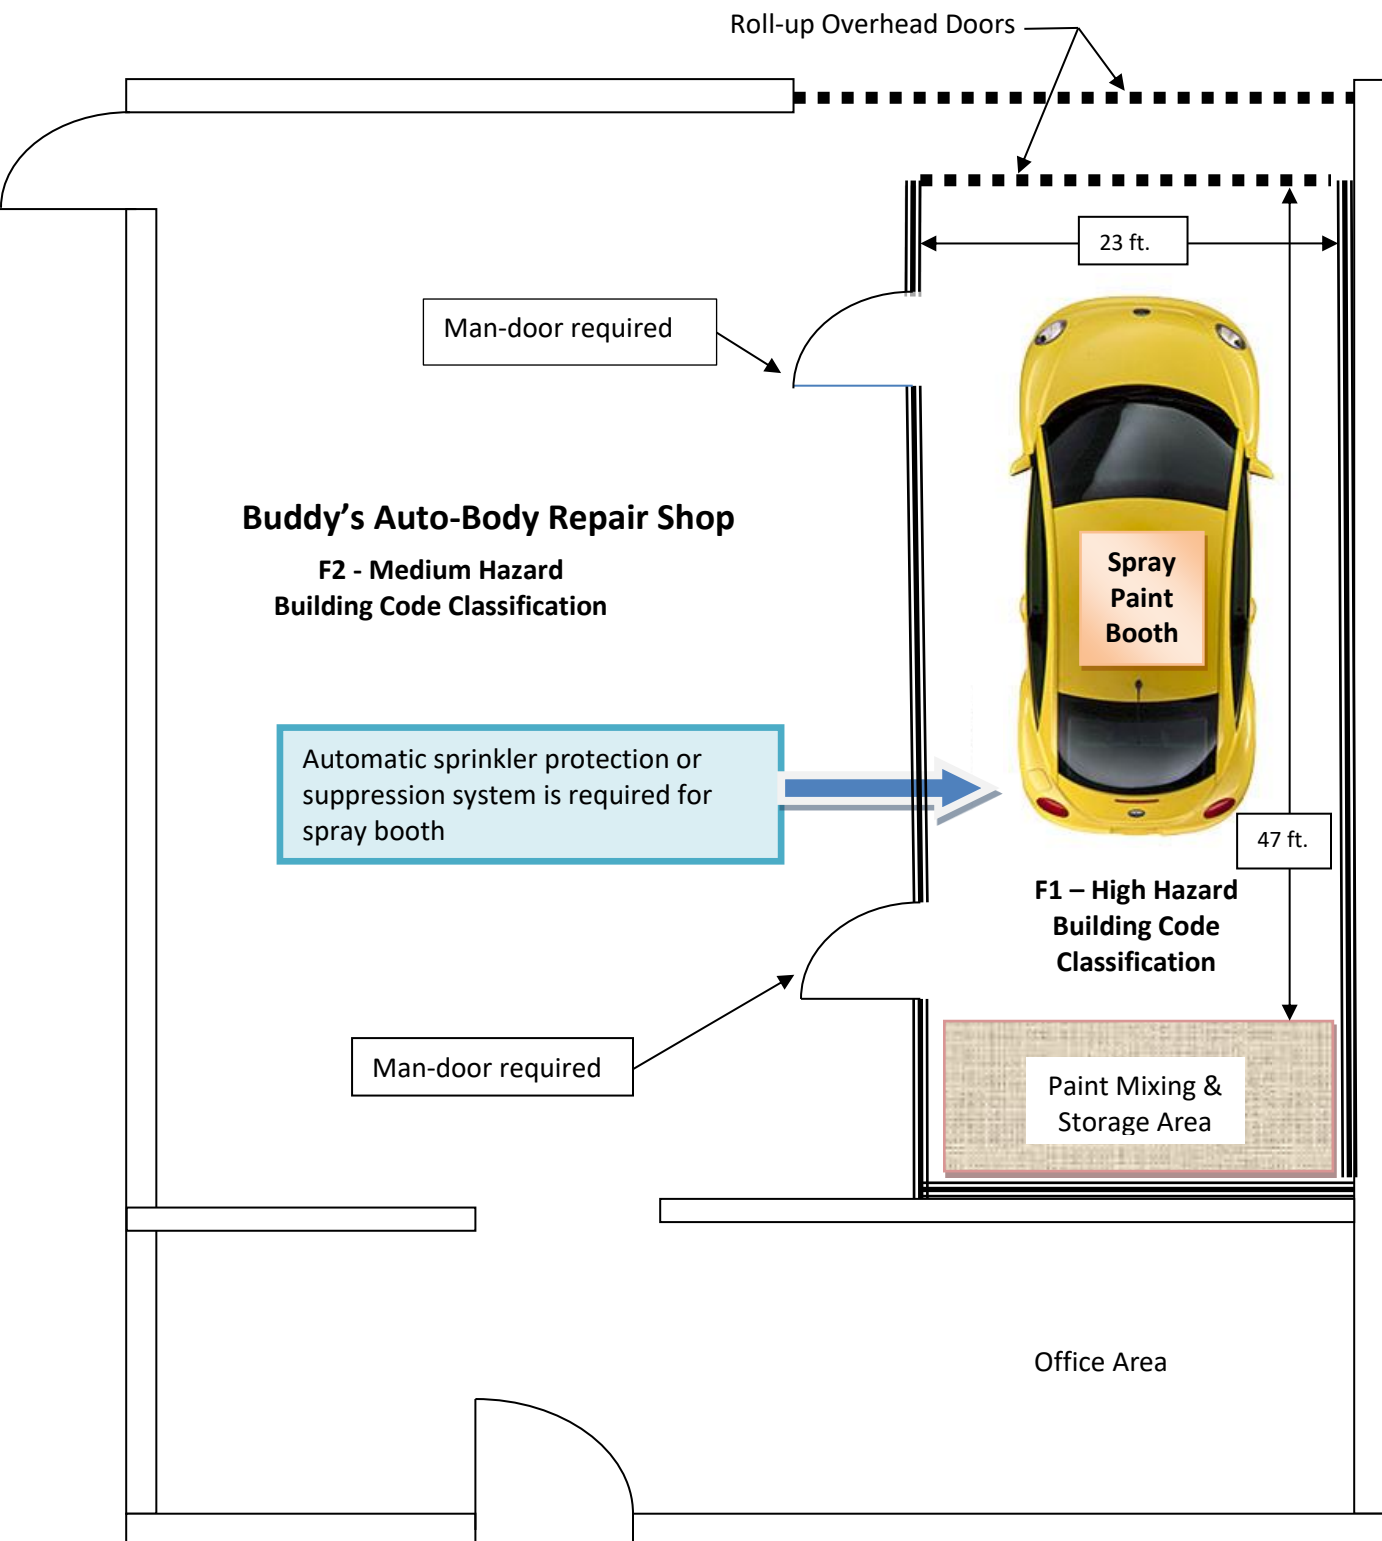 Roll-up Overhead Doors
23 ft.
Man-door required
Buddy’s Auto-Body Repair Shop
F2 - Medium Hazard
Building Code Classification
Spray
Paint
Booth
Automatic sprinkler protection or
suppression system is required for
spray booth
47 ft.
F1 – High Hazard
Building Code
Classification
Man-door required
Paint Mixing &
Storage Area
Office Area